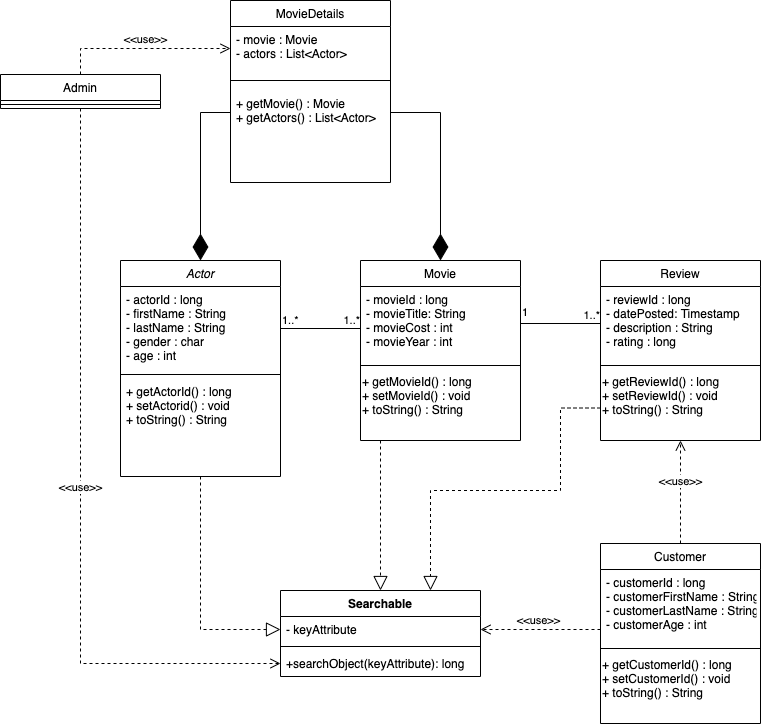 MovieDetails
- movie : Movie
- actors : List<Actor>
+ getMovie() : Movie
+ getActors() : List<Actor>
<<use>>
Admin
Actor
- actorId : long
- firstName : String
- lastName : String
- gender : char
- age : int
+ getActorId() : long
+ setActorid() : void
+ toString() : String
1..*
1..*
Movie
- movieId : long
- movieTitle: String
- movieCost : int
- movieYear : int
+ getMovieId() : long
+ setMovieId() : void
+ toString() : String
1
1..*
Review
- reviewId : long
- datePosted: Timestamp
- description : String
- rating : long
+ getReviewId() : long
+ setReviewId() : void
+ toString() : String
<<use>>
<<use>>
Searchable
- keyAttribute
+searchObject(keyAttribute): long
<<use>>
Customer
- customerId : long
- customerFirstName : String
- customerLastName : String
- customerAge : int
+ getCustomerId() : long
+ setCustomerId() : void
+ toString() : String